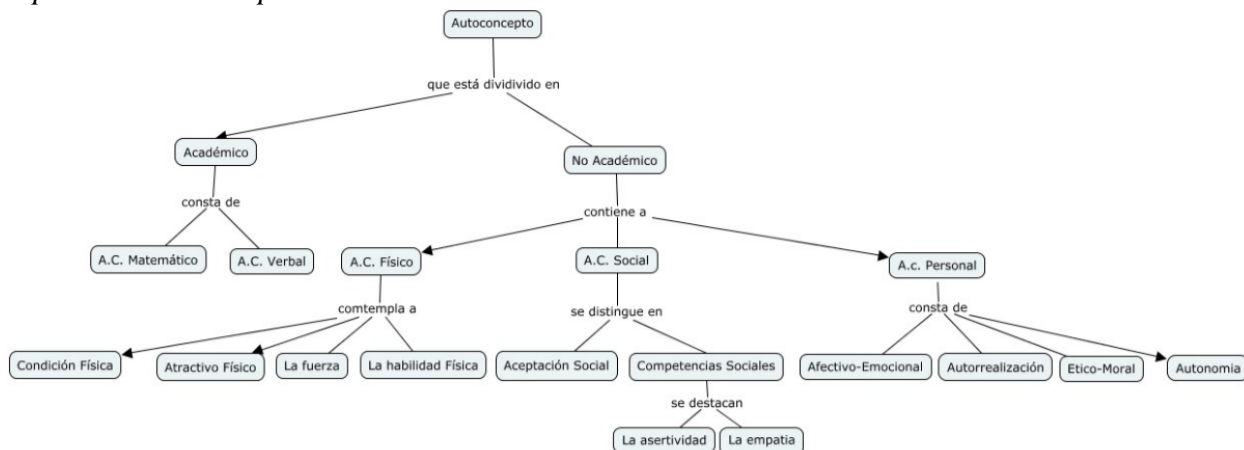 Autoconcepto
que está dividivido en
Académico
No Académico
consta de
contiene a
A.C. Matemático
A.C. Verbal
A.C. Físico
A.C. Social
A.c. Personal
comtempla a
se distingue en
consta de
Condición Física
Atractivo Físico
La fuerza
La habilidad Física
Aceptación Social
Competencias Sociales
Afectivo-Emocional
Autorrealización
Etico-Moral
Autonomia
se destacan
La asertividad
La empatia